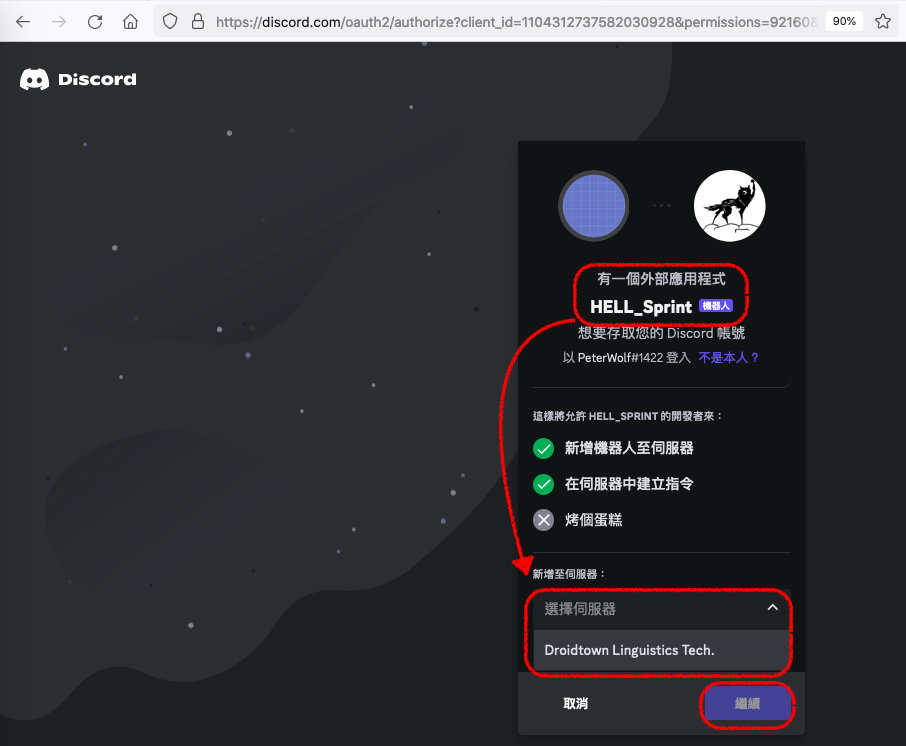 https://discord.com/oauth2/authorize?client_id=1104312737582030928&permissions=92160&
90%
Discord
有一個外部應用程式
HELL_Sprint 機器人
想要存取您的 Discord 帳號
以 PeterWolf#1422 登入 不是本人？
這樣將允許 HELL_SPRINT 的開發者來：
新增機器人至伺服器
在伺服器中建立指令
烤個蛋糕
新增至伺服器：
選擇伺服器
Droidtown Linguistics Tech.
取消
繼續